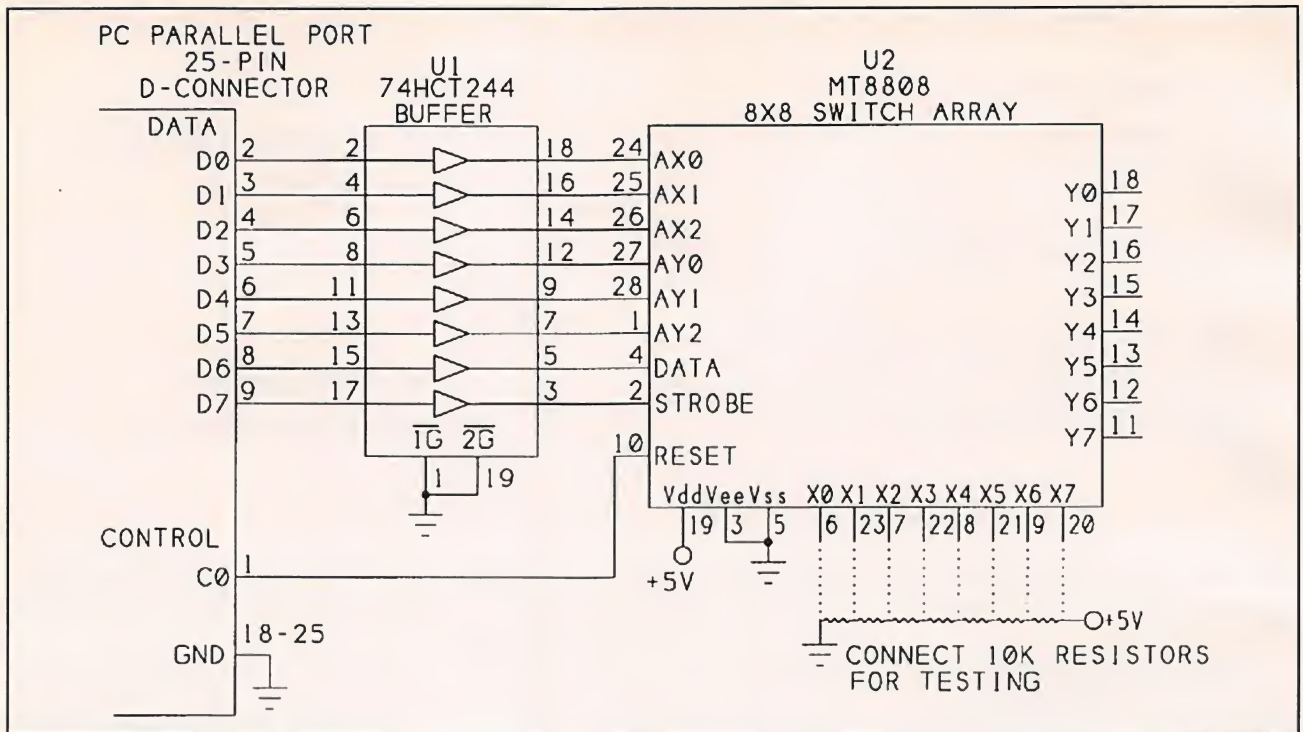 PC PARALLEL PORT
25-PIN
D-CONNECTOR
U1
74HCT244
BUFFER
U2
MT8808
8X8 SWITCH ARRAY
DATA
D0 2 2 18 24 AX0
D1 3 4 16 25 AX1
D2 4 6 14 26 AX2
D3 5 8 12 27 AY0
D4 6 11 9 28 AY1
D5 7 13 7 1 AY2
D6 8 15 5 4 DATA
D7 9 17 3 2 STROBE
1G 2G
1 19
10 RESET
Y0 18
Y1 17
Y2 16
Y3 15
Y4 14
Y5 13
Y6 12
Y7 11
Vdd Vee Vss X0 X1 X2 X3 X4 X5 X6 X7
19 3 5 6 23 7 22 8 21 9 20
+5V
CONTROL
C0 1
GND 18-25
+5V
CONNECT 10K RESISTORS
FOR TESTING